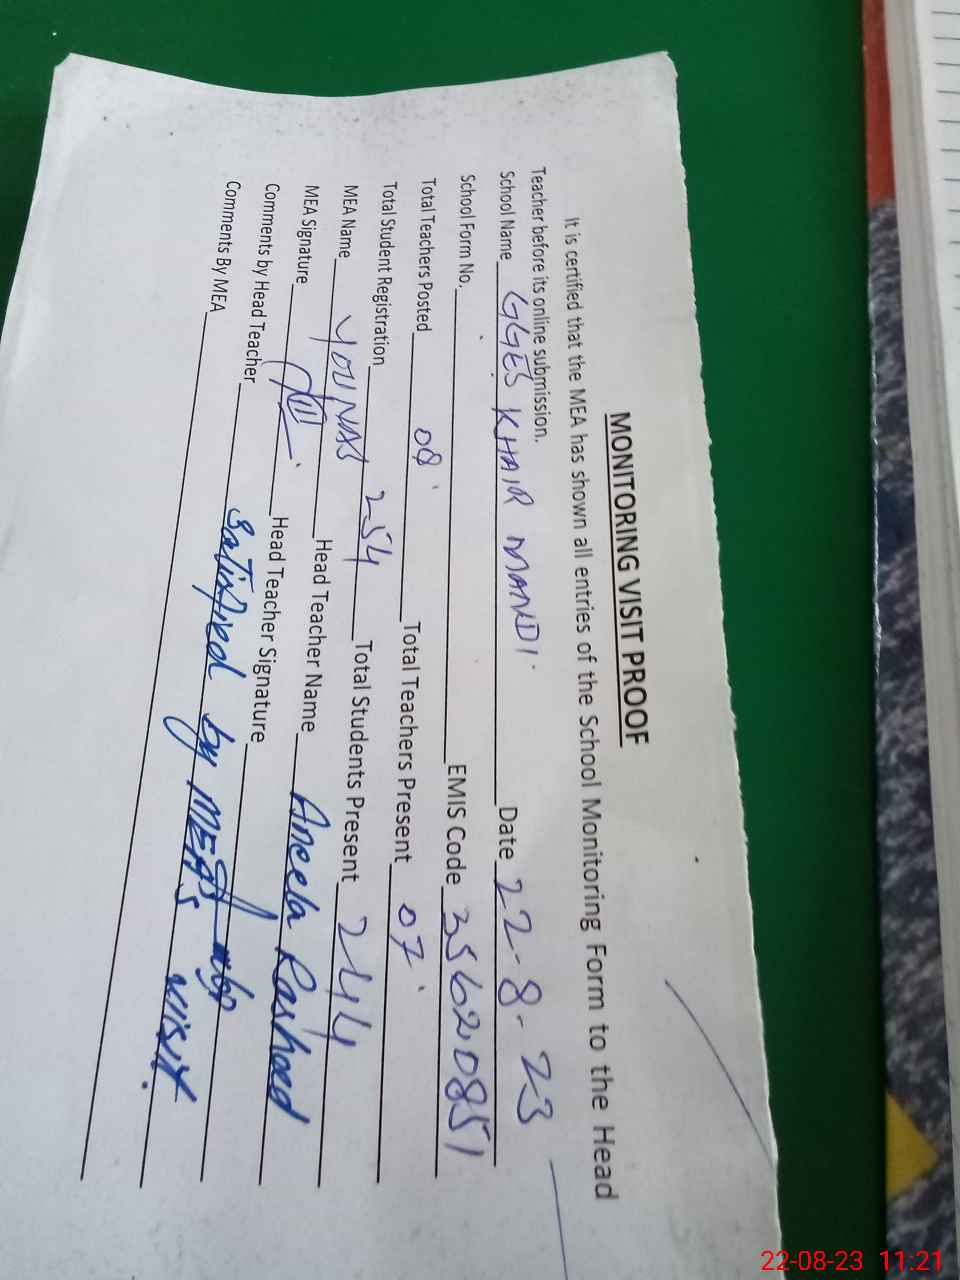 MONITORING VISIT PROOF
It is certified that the MEA has shown all entries of the School Monitoring Form to the Head
Teacher before its online submission.
School Name GGES KHAIR MANDI Date 22-8-23
School Form No. EMIS Code 35620851
Total Teachers Posted 08 Total Teachers Present 07
Total Student Registration 254 Total Students Present 244
MEA Name YOUNAS Head Teacher Name Aneela Rasheed
MEA Signature Head Teacher Signature
Comments by Head Teacher Satisfied by MEA's visit.
Comments By MEA
22-08-23 11:21